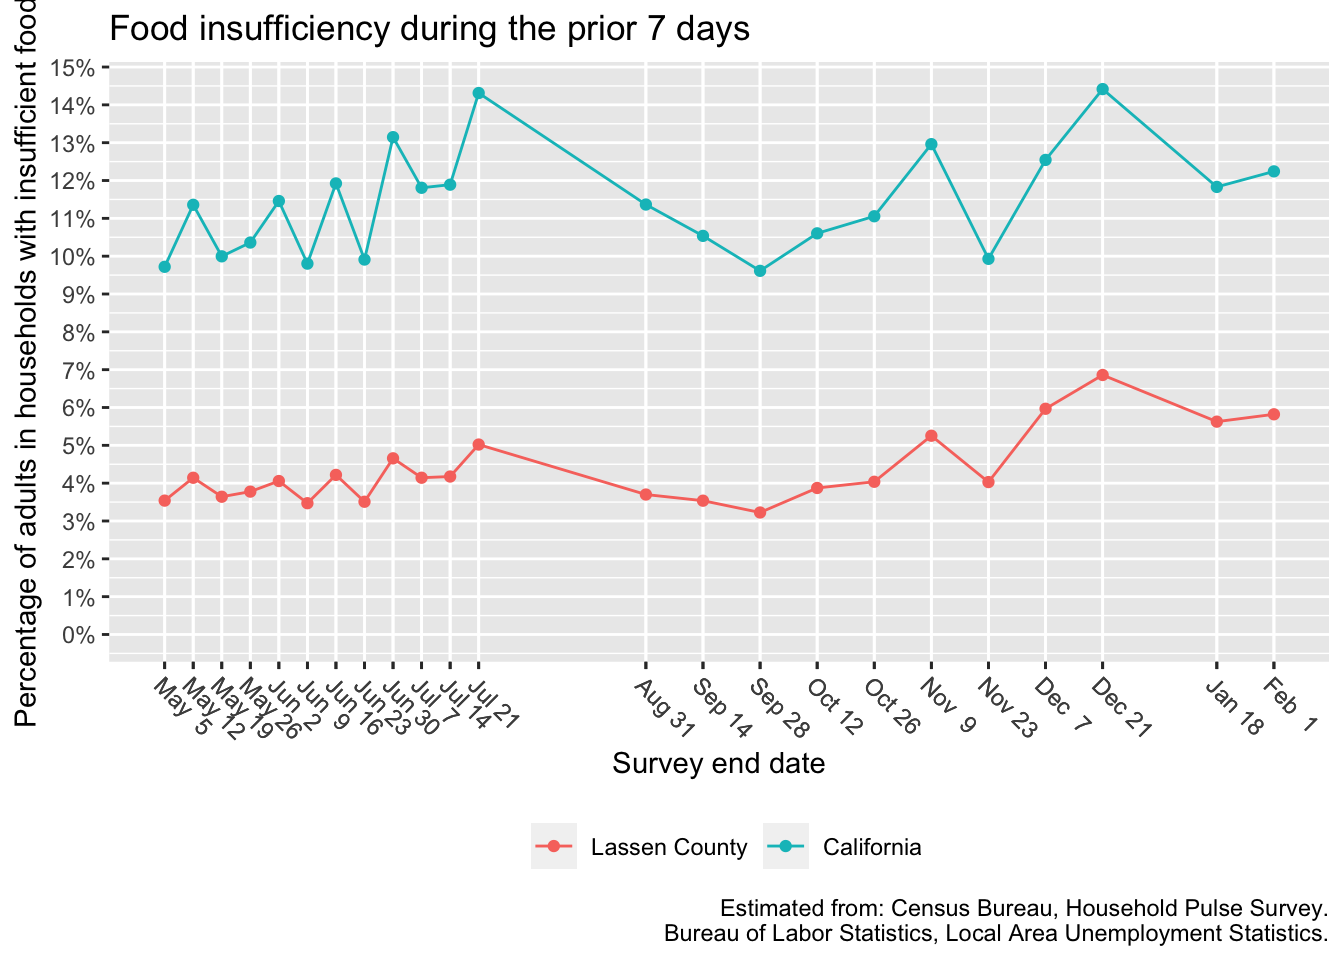 Food insufficiency during the prior 7 days
Percentage of adults in households with insufficient food
15%
14%
13%
12%
11%
10%
9%
8%
7%
6%
5%
4%
3%
2%
1%
0%
May 5
May 12
May 19
May 26
Jun 2
Jun 9
Jun 16
Jun 23
Jun 30
Jul 7
Jul 14
Jul 21
Aug 31
Sep 14
Sep 28
Oct 12
Oct 26
Nov 9
Nov 23
Dec 7
Dec 21
Jan 18
Feb 1
Survey end date
Lassen County
California
Estimated from: Census Bureau, Household Pulse Survey.
Bureau of Labor Statistics, Local Area Unemployment Statistics.